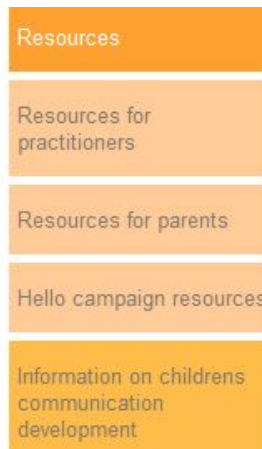 Resources
Resources for
practitioners
Resources for parents
Hello campaign resources
Information on childrens
communication
development